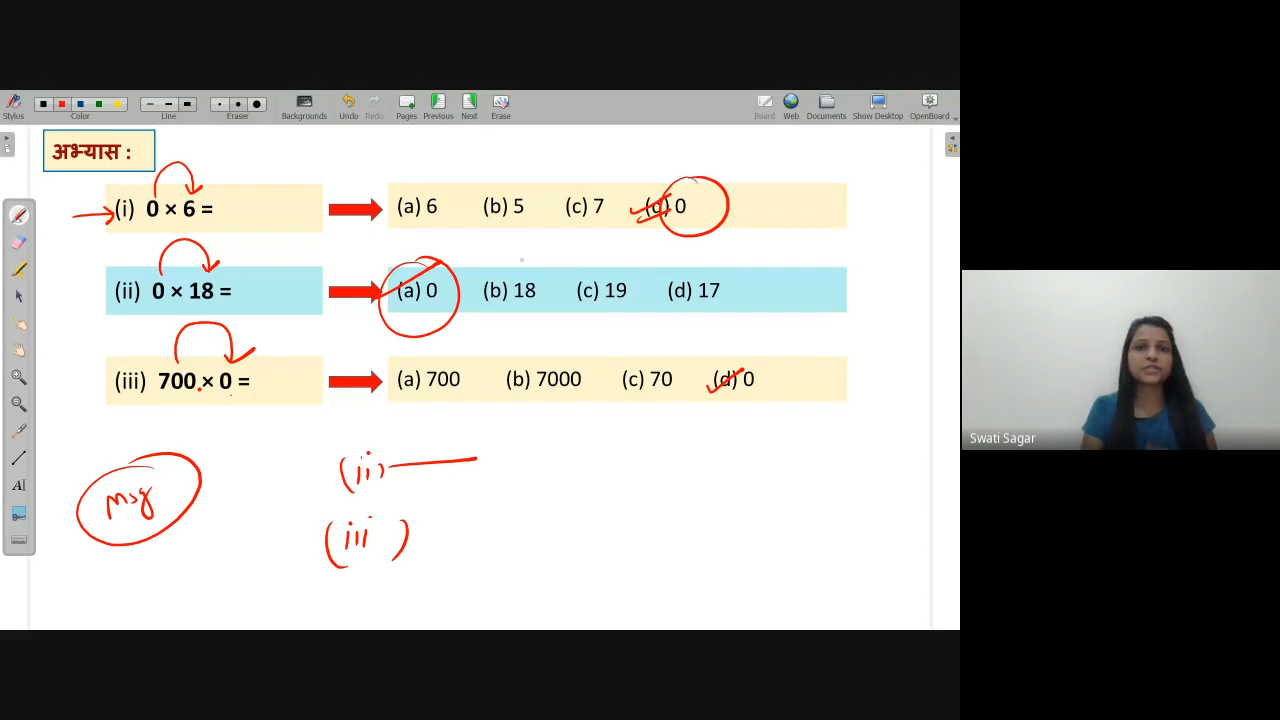 Stylus
Color
Line
Eraser
Backgrounds
Undo
Redo
Pages
Previous
Next
Erase
Board
Web
Documents
Show Desktop
OpenBoard
अभ्यास :
(i) 0 × 6 =
(a) 6 (b) 5 (c) 7 (d) 0
(ii) 0 × 18 =
(a) 0 (b) 18 (c) 19 (d) 17
(iii) 700 × 0 =
(a) 700 (b) 7000 (c) 70 (d) 0
Swati Sagar
(ii)
msg
(iii)